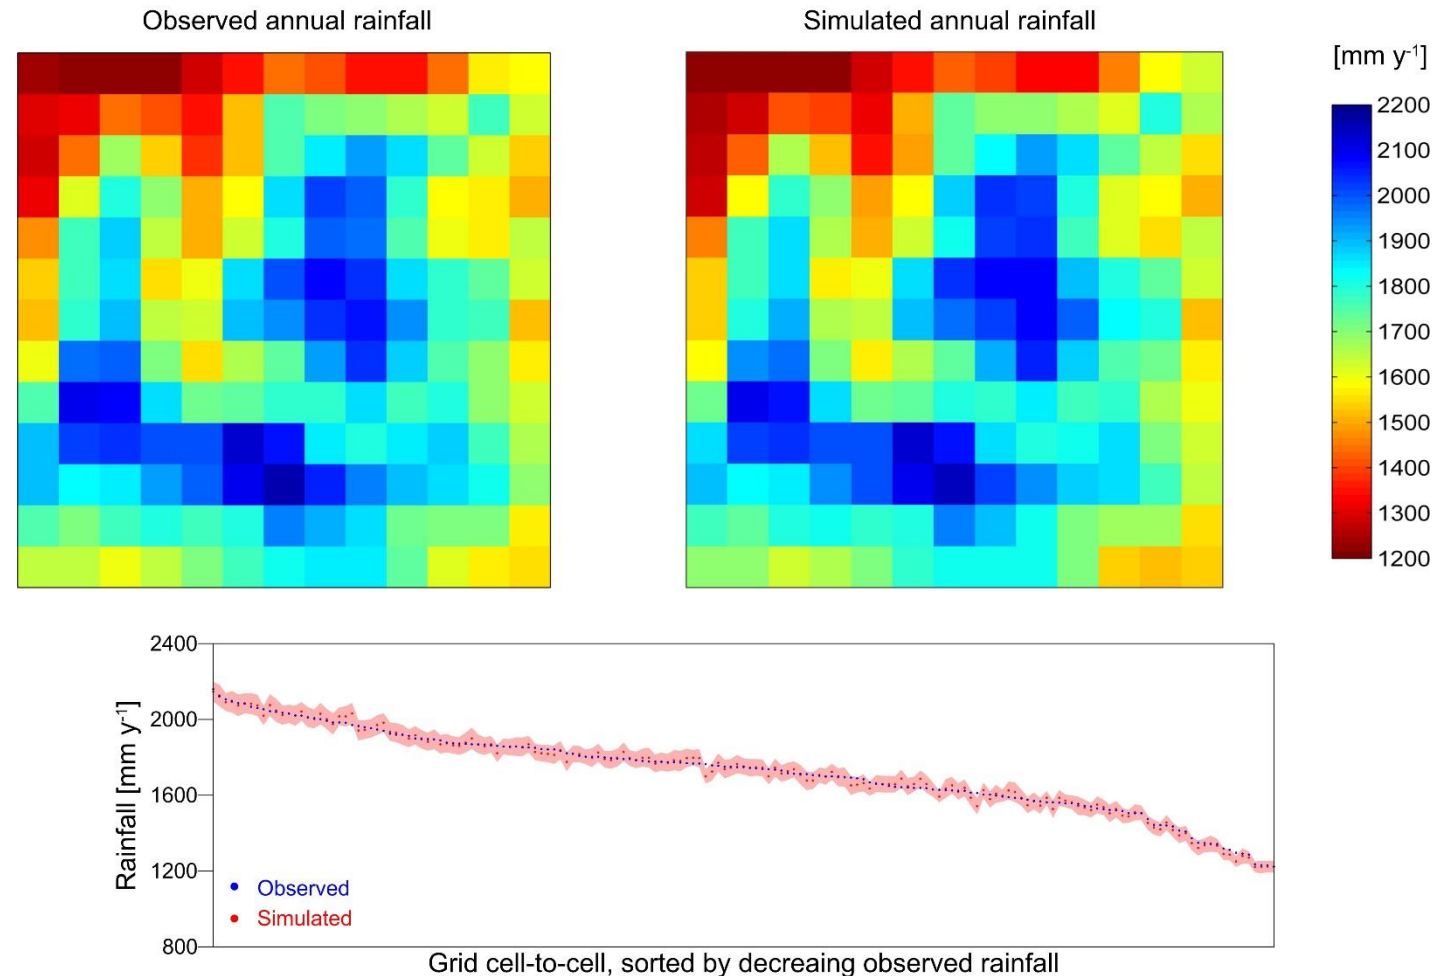 Observed annual rainfall
Simulated annual rainfall
[mm y-1]
2200
2100
2000
1900
1800
1700
1600
1500
1400
1300
1200
2400
2000
1600
1200
800
Rainfall [mm y-1]
Observed
Simulated
Grid cell-to-cell, sorted by decreaing observed rainfall